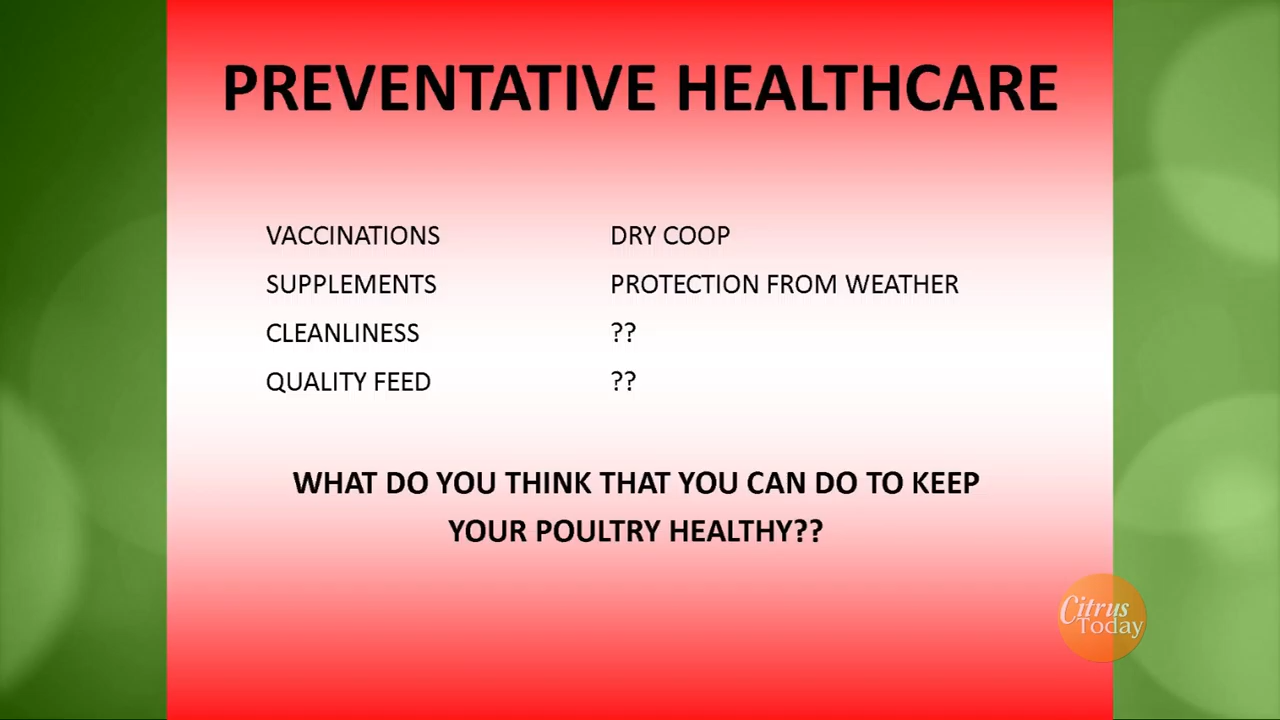 PREVENTATIVE HEALTHCARE
VACCINATIONS
SUPPLEMENTS
CLEANLINESS
QUALITY FEED
DRY COOP
PROTECTION FROM WEATHER
??
??
WHAT DO YOU THINK THAT YOU CAN DO TO KEEP
YOUR POULTRY HEALTHY??
Citrus
Today